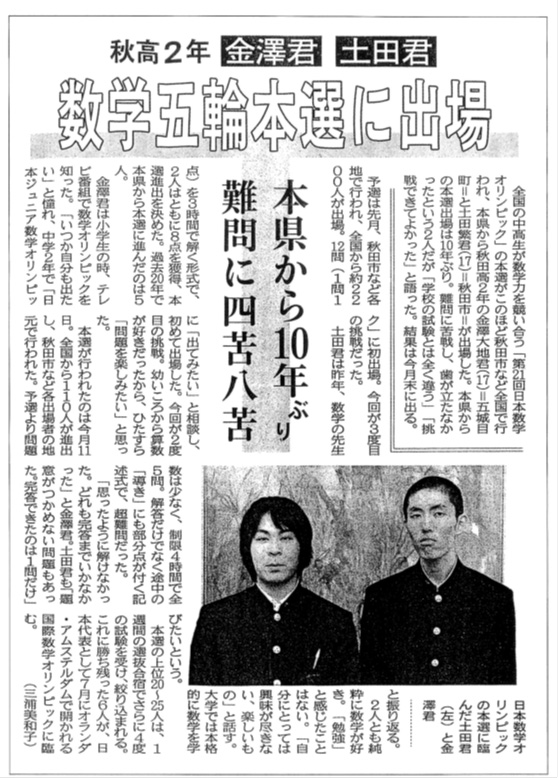 秋高2年 金澤君 土田君
数学五輪本選に出場
本県から10年ぶり
難問に四苦八苦
全国の中高生が数学力を競い合う「第21回日本数学
オリンピック」の本選がこのほど秋田市など全国で行
われ、本県から秋田高2年の金澤大地君(17)=五城目
町=と土田繁君(17)=秋田市=が出場した。本県から
の本選出場は10年ぶり。難問に苦戦し、歯が立たなか
ったという2人だが「学校の試験とは全く違う」「挑
戦できてよかった」と語った。結果は今月末に出る。
予選は先月、秋田市など各
地で行われ、全国から約22
00人が出場。12問(1問1
点)を3時間で解く形式で、
2人はともに8点を獲得、本
選進出を決めた。過去20年で
本県から本選に進んだのは5
人。
金澤君は小学生の時、テレ
ビ番組で数学オリンピックを
知った。「いつか自分も出た
い」と憧れ、中学2年で「日
本ジュニア数学オリンピッ
ク」に初出場。今回が3度目
の挑戦だった。
土田君は昨年、数学の先生
に「出てみたい」と相談し、
初めて出場した。今回が2度
目の挑戦。幼いころから算数
が好きだったから、ひたすら
「問題を楽しみたい」と思っ
た。
本選が行われたのは今月11
日。全国から110人が進出
し、秋田市など各出場者の地
元で行われた。予選より問題
数は少なく、制限4時間で全
5問。解答だけでなく途中の
「導き」にも部分点が付く記
述式で、超難問だった。
「思ったように解けなかっ
た。どれも完答までいかなか
った」と金澤君。土田君も「題
意がつかめない問題もあっ
た。完答できたのは1問だけ」
と振り返る。
2人とも純
粋に数学が好
き。「『勉強』
と感じたこと
はない。「自
分にとっては
興味が尽きな
い、楽しいも
の」と話す。
大学では本格
的に数学を学
びたいという。
本選の上位20〜25人は、1
週間の選抜合宿でさらに4度
の試験を受け、絞り込まれる。
これに勝ち残った6人が、日
本代表として7月にオランダ
・アムステルダムで開かれる
国際数学オリンピックに臨
む。
(三浦美和子)
日本数学オ
リンピック
の本選に臨
んだ土田君
(左)と金
澤君